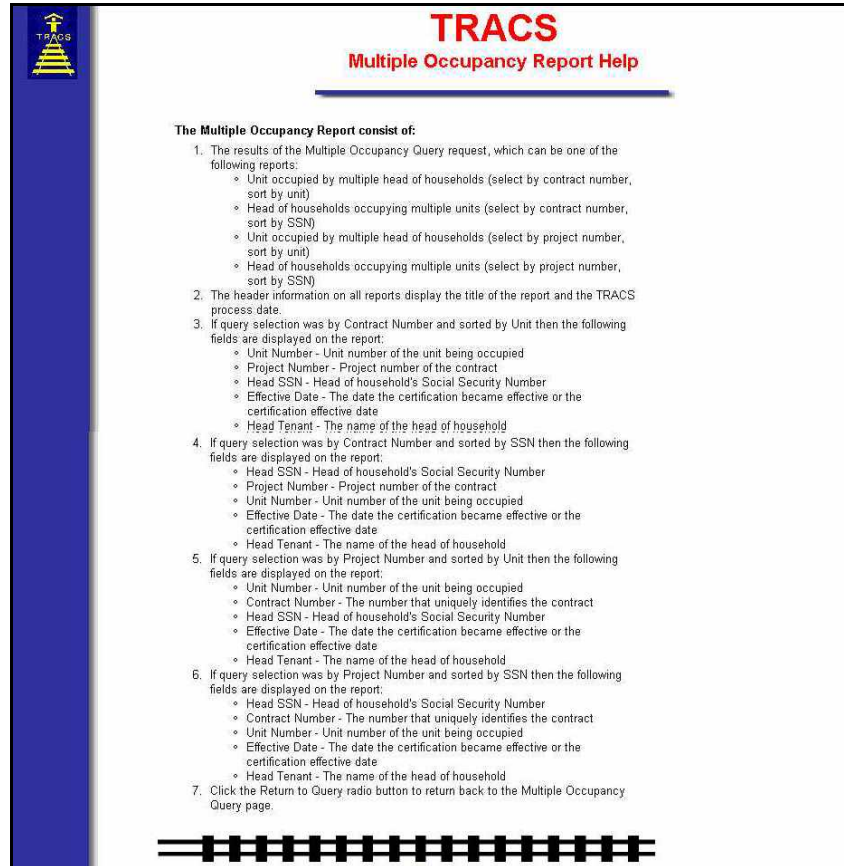 TRACS
TRACS
Multiple Occupancy Report Help
The Multiple Occupancy Report consist of:
1. The results of the Multiple Occupancy Query request, which can be one of the
following reports:
° Unit occupied by multiple head of households (select by contract number,
sort by unit)
° Head of households occupying multiple units (select by contract number,
sort by SSN)
° Unit occupied by multiple head of households (select by project number,
sort by unit)
° Head of households occupying multiple units (select by project number,
sort by SSN)
2. The header information on all reports display the title of the report and the TRACS
process date.
3. If query selection was by Contract Number and sorted by Unit then the following
fields are displayed on the report:
° Unit Number - Unit number of the unit being occupied
° Project Number - Project number of the contract
° Head SSN - Head of household's Social Security Number
° Effective Date - The date the certification became effective or the
certification effective date
° Head Tenant - The name of the head of household
4. If query selection was by Contract Number and sorted by SSN then the following
fields are displayed on the report:
° Head SSN - Head of household's Social Security Number
° Project Number - Project number of the contract
° Unit Number - Unit number of the unit being occupied
° Effective Date - The date the certification became effective or the
certification effective date
° Head Tenant - The name of the head of household
5. If query selection was by Project Number and sorted by Unit then the following
fields are displayed on the report:
° Unit Number - Unit number of the unit being occupied
° Contract Number - The number that uniquely identifies the contract
° Head SSN - Head of household's Social Security Number
° Effective Date - The date the certification became effective or the
certification effective date
° Head Tenant - The name of the head of household
6. If query selection was by Project Number and sorted by SSN then the following
fields are displayed on the report:
° Head SSN - Head of household's Social Security Number
° Contract Number - The number that uniquely identifies the contract
° Unit Number - Unit number of the unit being occupied
° Effective Date - The date the certification became effective or the
certification effective date
° Head Tenant - The name of the head of household
7. Click the Return to Query radio button to return back to the Multiple Occupancy
Query page.